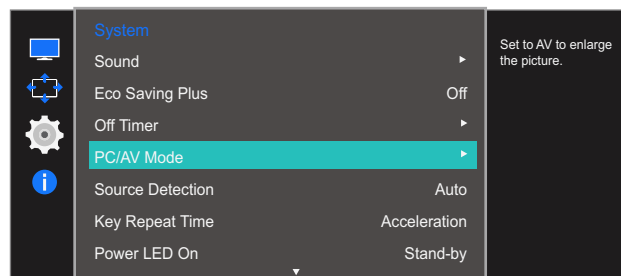 System
Sound
Eco Saving Plus Off
Off Timer
PC/AV Mode
Source Detection Auto
Key Repeat Time Acceleration
Power LED On Stand-by
Set to AV to enlarge
the picture.